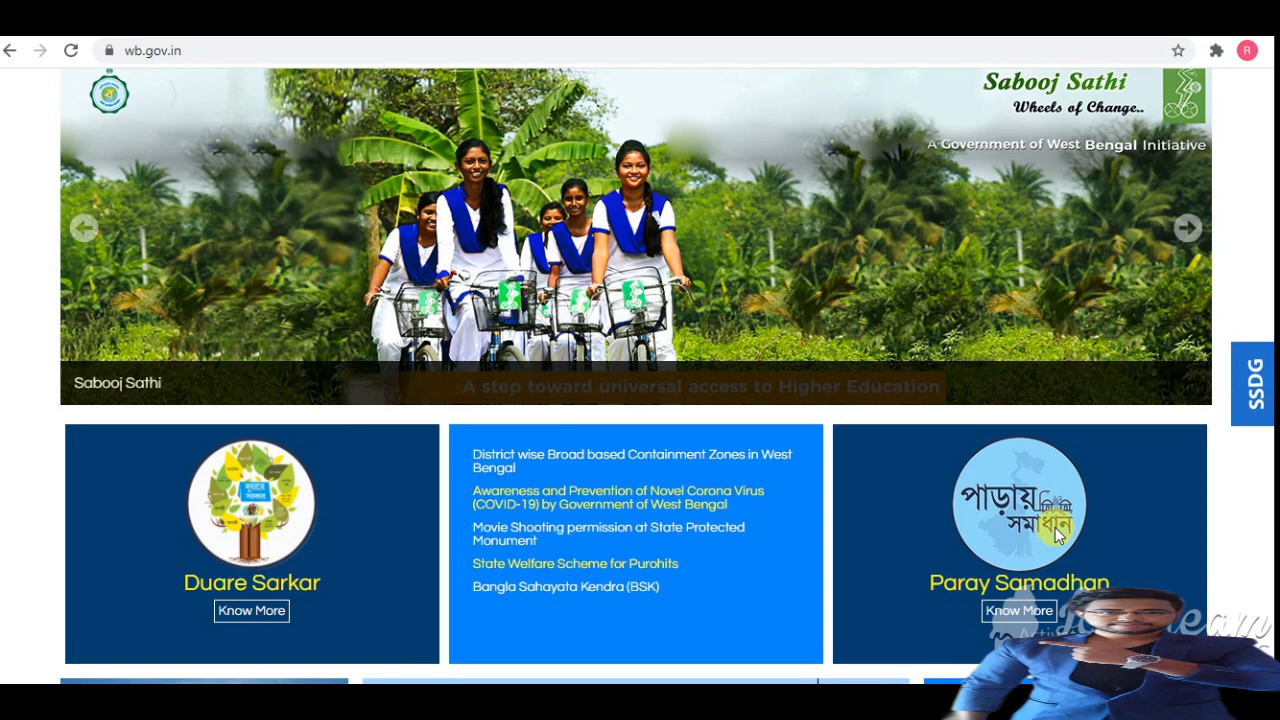 wb.gov.in
R
Sabooj Sathi
Wheels of Change..
A Government of West Bengal Initiative
SSDG
Sabooj Sathi
A step toward universal access to Higher Education
District wise Broad based Containment Zones in West
Bengal
Awareness and Prevention of Novel Corona Virus
(COVID-19) by Government of West Bengal
Movie Shooting permission at State Protected
Monument
State Welfare Scheme for Purohits
Bangla Sahayata Kendra (BSK)
দুয়ারে
সরকার
Duare Sarkar
Know More
পাড়ায়
সমাধান
Paray Samadhan
Know More